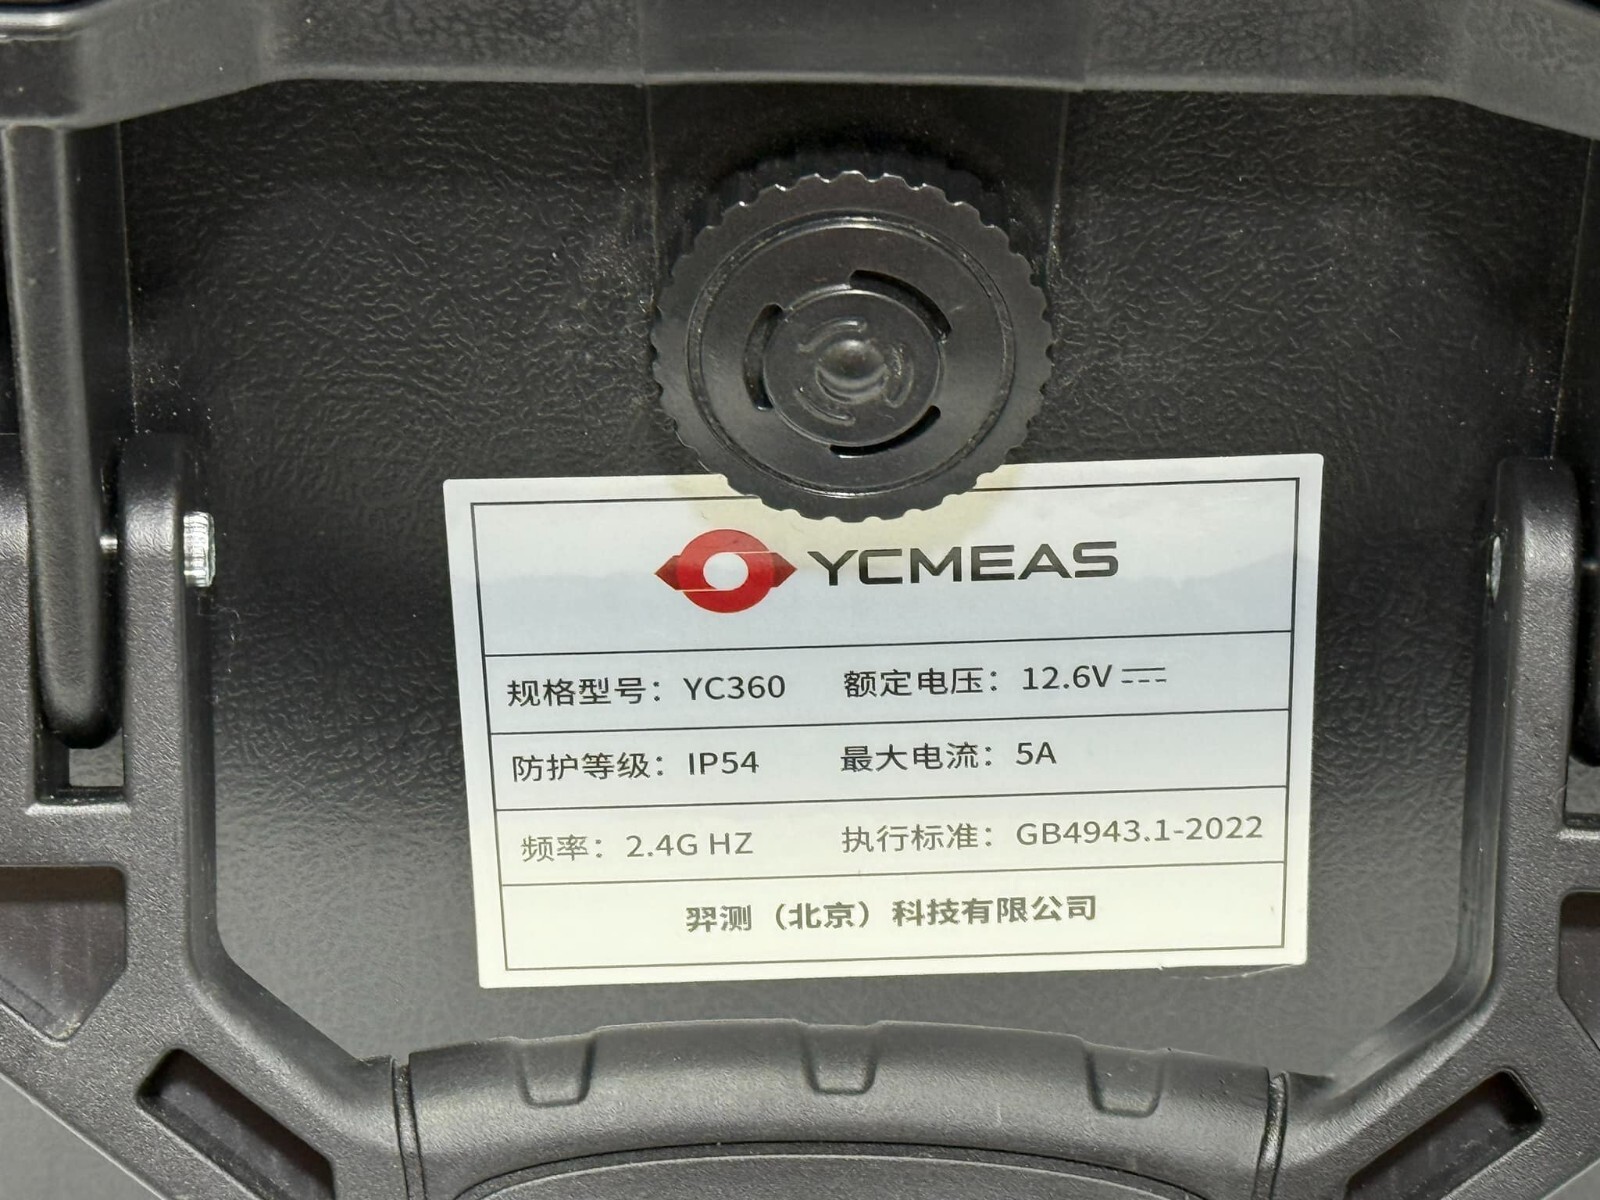 YCMEAS
规格型号：YC360 额定电压：12.6V
防护等级：IP54 最大电流：5A
频率：2.4G HZ 执行标准：GB4943.1-2022
羿测（北京）科技有限公司